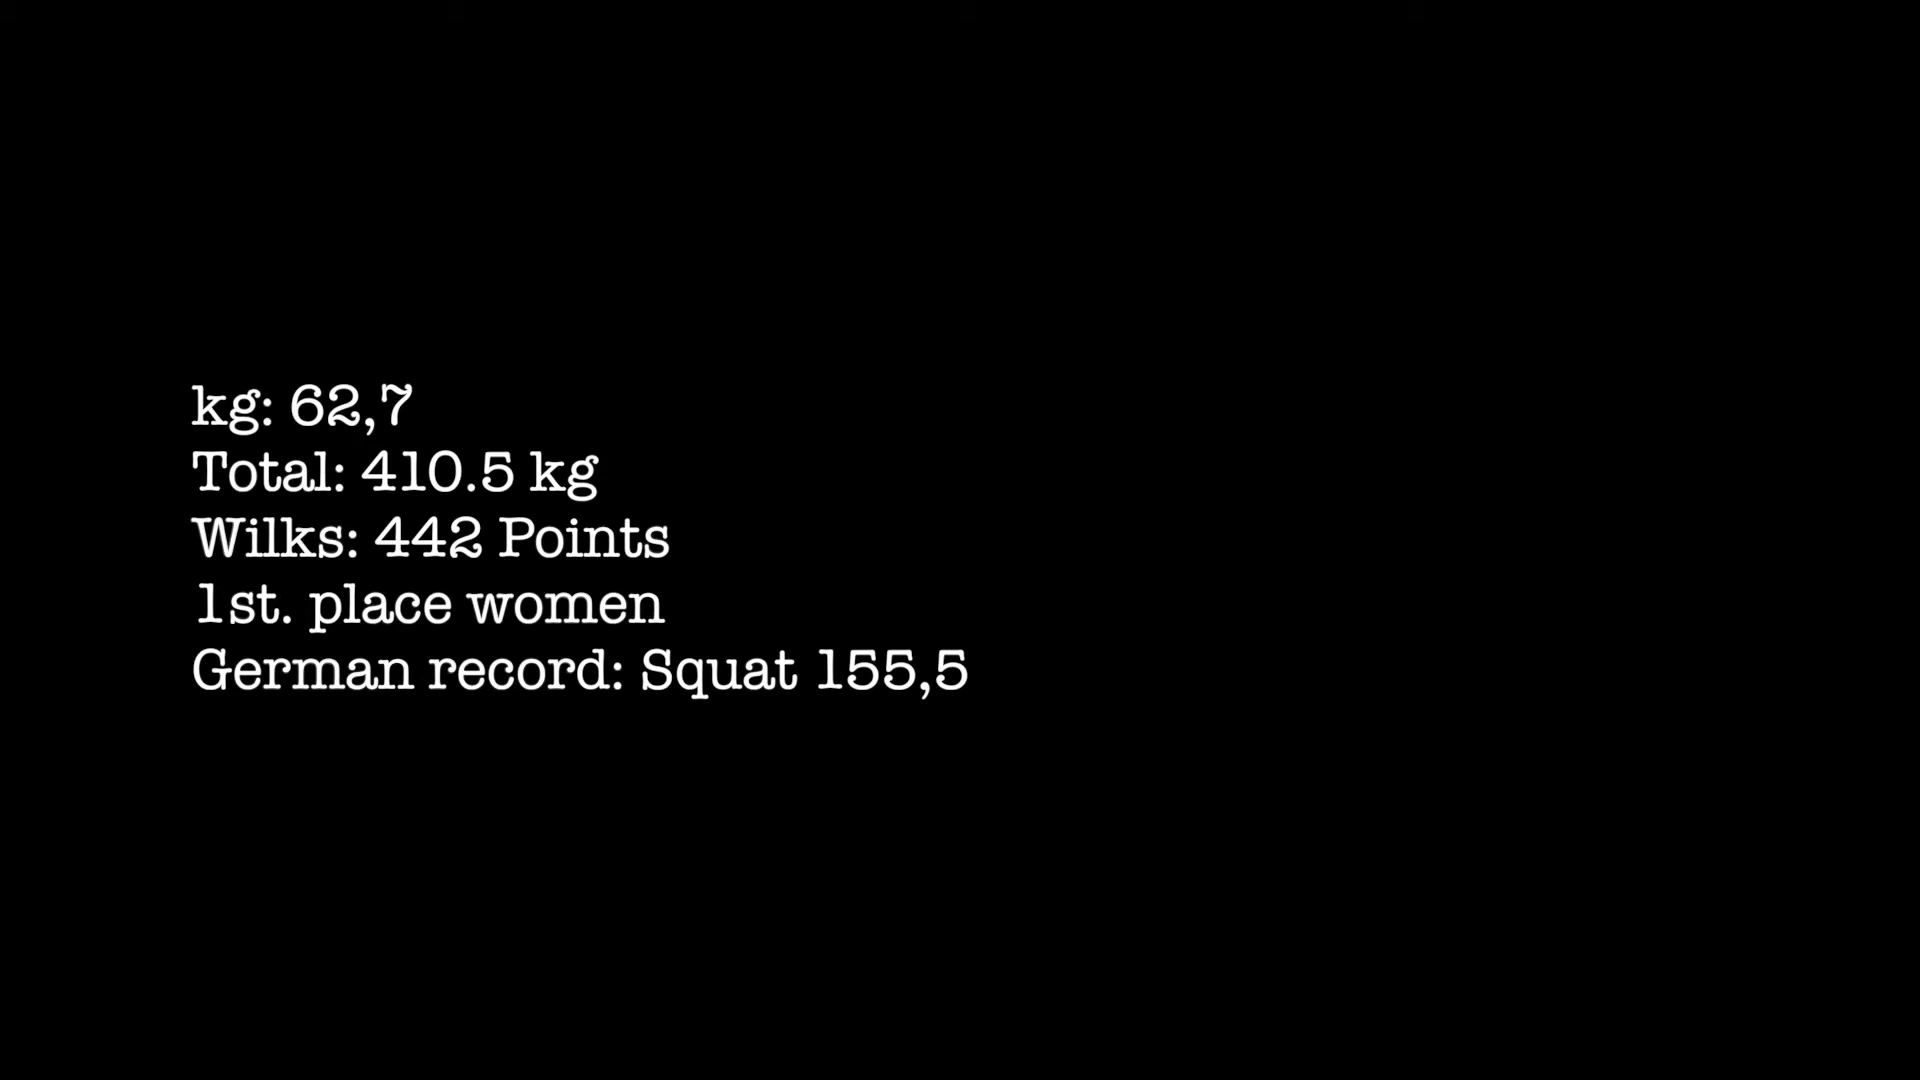 kg: 62,7
Total: 410.5 kg
Wilks: 442 Points
1st. place women
German record: Squat 155,5